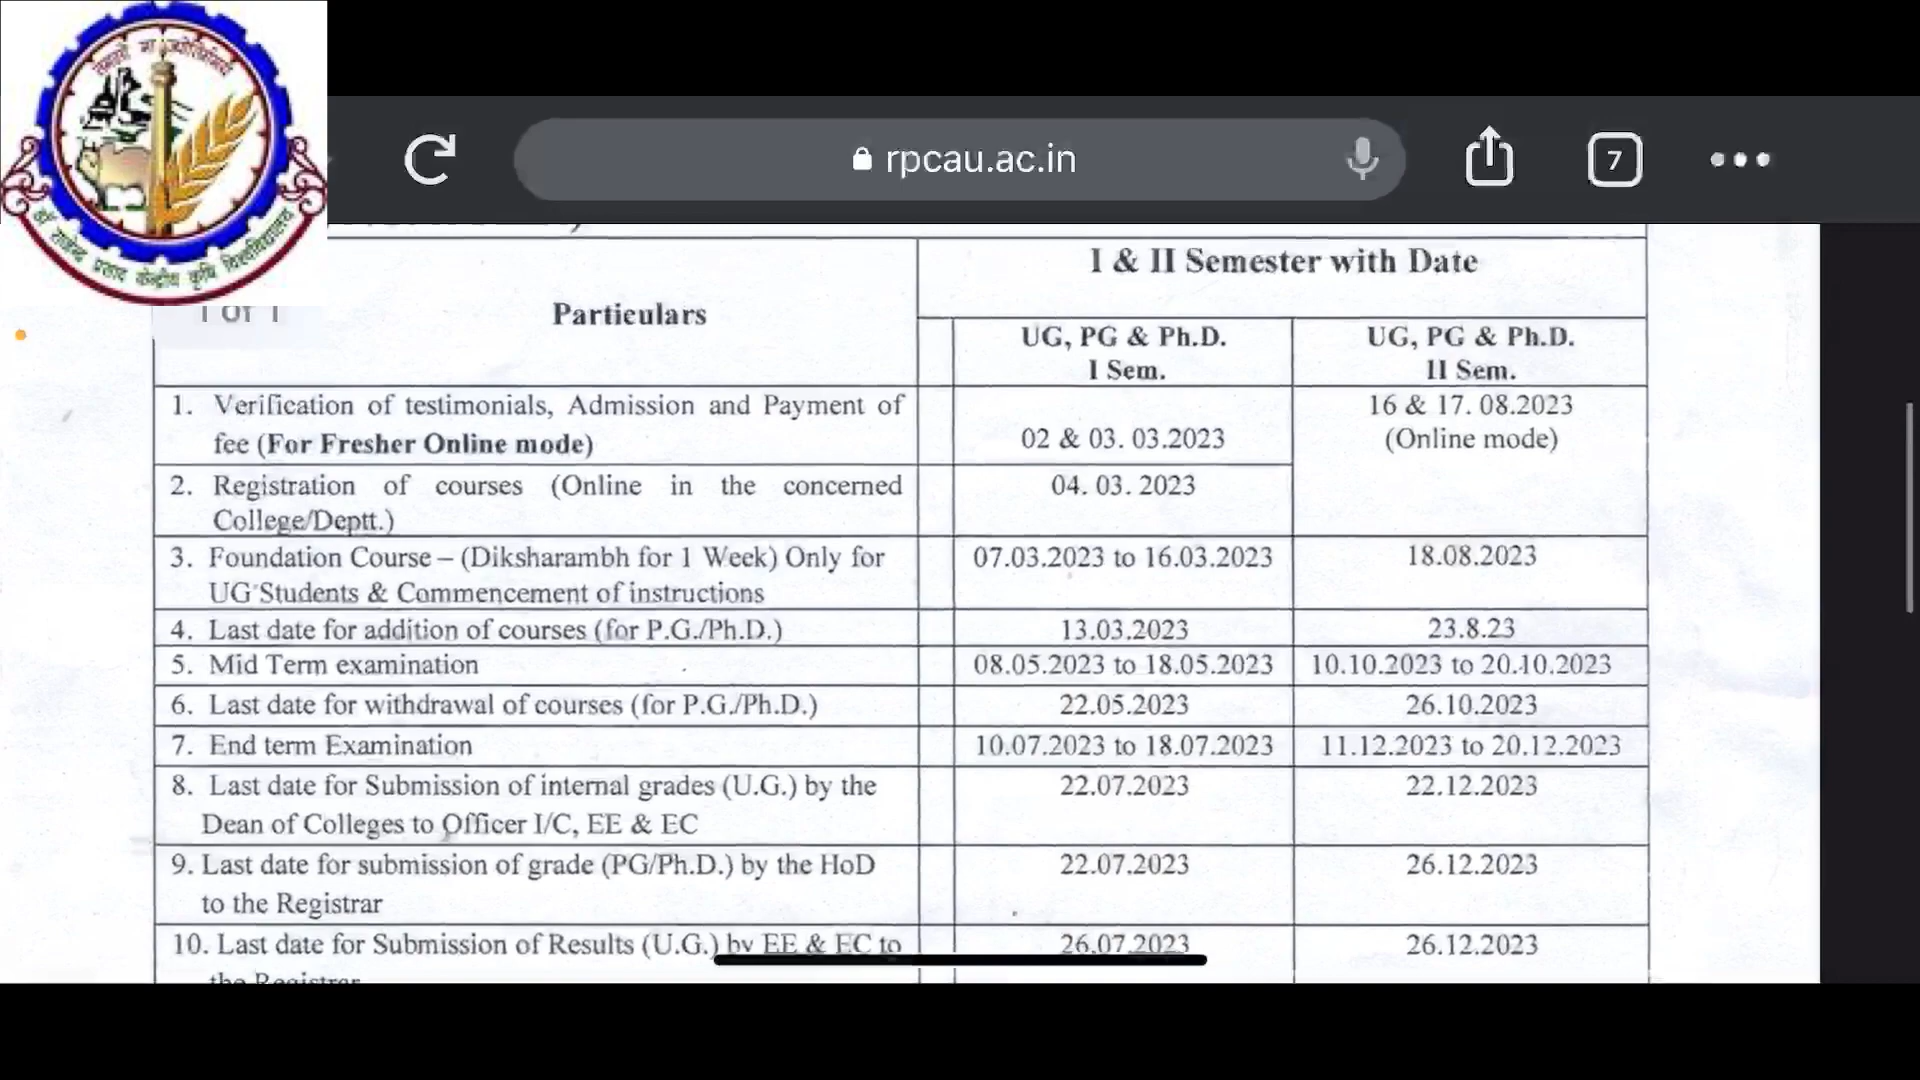 तमसो मा ज्योतिर्गमय
डॉ राजेन्द्र प्रसाद केन्द्रीय कृषि विश्वविद्यालय
rpcau.ac.in
7
1 of 1
Particulars
I & II Semester with Date
UG, PG & Ph.D.
I Sem.
UG, PG & Ph.D.
II Sem.
1. Verification of testimonials, Admission and Payment of
fee (For Fresher Online mode)
02 & 03. 03.2023
16 & 17. 08.2023
(Online mode)
2. Registration of courses (Online in the concerned
College/Deptt.)
04. 03. 2023
3. Foundation Course – (Diksharambh for 1 Week) Only for
UG Students & Commencement of instructions
07.03.2023 to 16.03.2023
18.08.2023
4. Last date for addition of courses (for P.G./Ph.D.)
13.03.2023
23.8.23
5. Mid Term examination
08.05.2023 to 18.05.2023
10.10.2023 to 20.10.2023
6. Last date for withdrawal of courses (for P.G./Ph.D.)
22.05.2023
26.10.2023
7. End term Examination
10.07.2023 to 18.07.2023
11.12.2023 to 20.12.2023
8. Last date for Submission of internal grades (U.G.) by the
Dean of Colleges to Officer I/C, EE & EC
22.07.2023
22.12.2023
9. Last date for submission of grade (PG/Ph.D.) by the HoD
to the Registrar
22.07.2023
26.12.2023
10. Last date for Submission of Results (U.G.) by EE & EC to
the Registrar
26.07.2023
26.12.2023